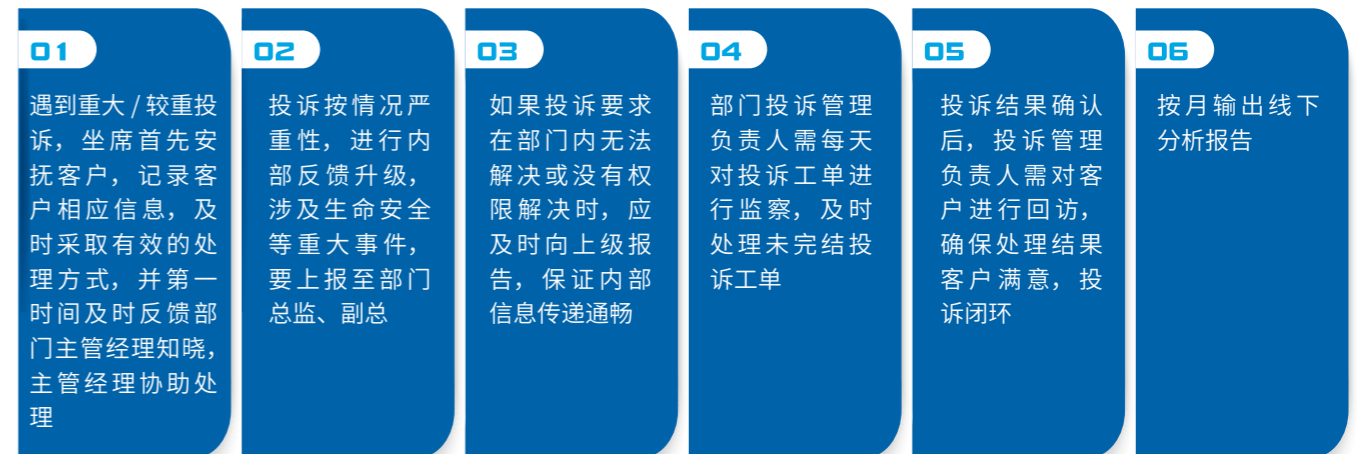 01
遇到重大 / 较重投
诉，坐席首先安
抚客户，记录客
户相应信息，及
时采取有效的处
理方式，并第一
时间及时反馈部
门主管经理知晓，
主管经理协助处
理
02
投诉按情况严
重性，进行内
部反馈升级，
涉及生命安全
等重大事件，
要上报至部门
总监、副总
03
如果投诉要求
在部门内无法
解决或没有权
限解决时，应
及时向上级报
告，保证内部
信息传递通畅
04
部门投诉管理
负责人需每天
对投诉工单进
行监察，及时
处理未完结投
诉工单
05
投诉结果确认
后，投诉管理
负责人需对客
户进行回访，
确保处理结果
客户满意，投
诉闭环
06
按月输出线下
分析报告